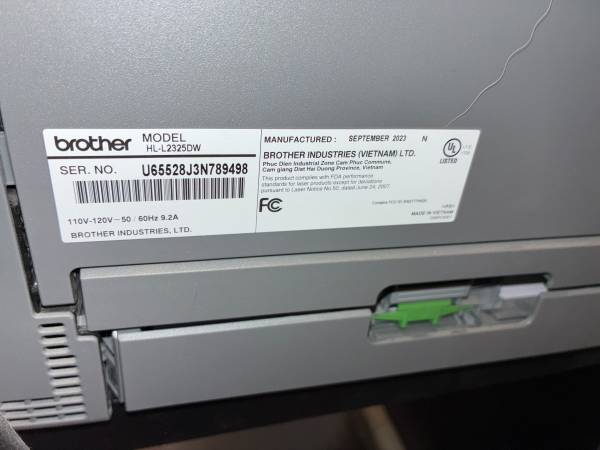 brother
MODEL
HL-L2325DW
SER. NO. U65528J3N789498
110V-120V~50/60Hz 9.2A
BROTHER INDUSTRIES, LTD.
MANUFACTURED: SEPTEMBER 2023 N
BROTHER INDUSTRIES (VIETNAM) LTD.
Phuc Dien Industrial Zone Cam Phuc Commune,
Cam giang Dist Hai Duong Province, Vietnam
This product complies with FDA performance
standards for laser products except for deviations
pursuant to Laser Notice No.50, dated June 24, 2007.
FC
UL
LISTED
MADE IN VIETNAM